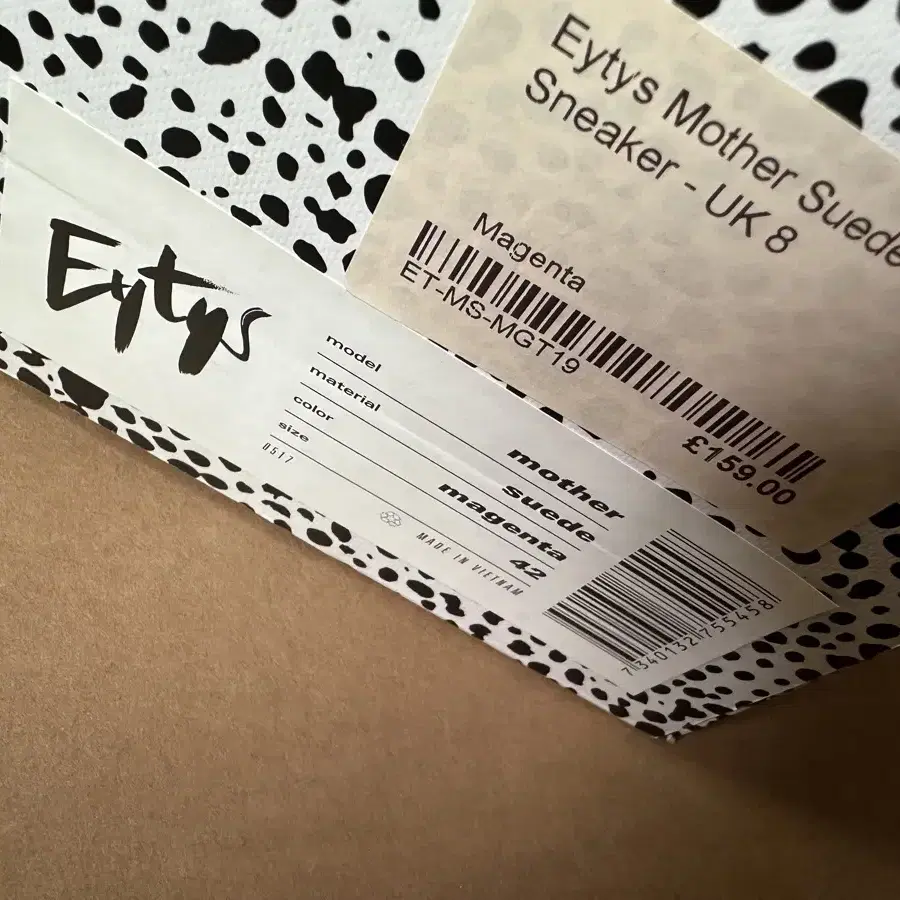 Eytys Mother Suede
Sneaker - UK 8
Magenta
ET-MS-MGT19
£159.00
Eytys
model mother
material suede
color magenta
size 42
0517
MADE IN VIETNAM
7340132755458